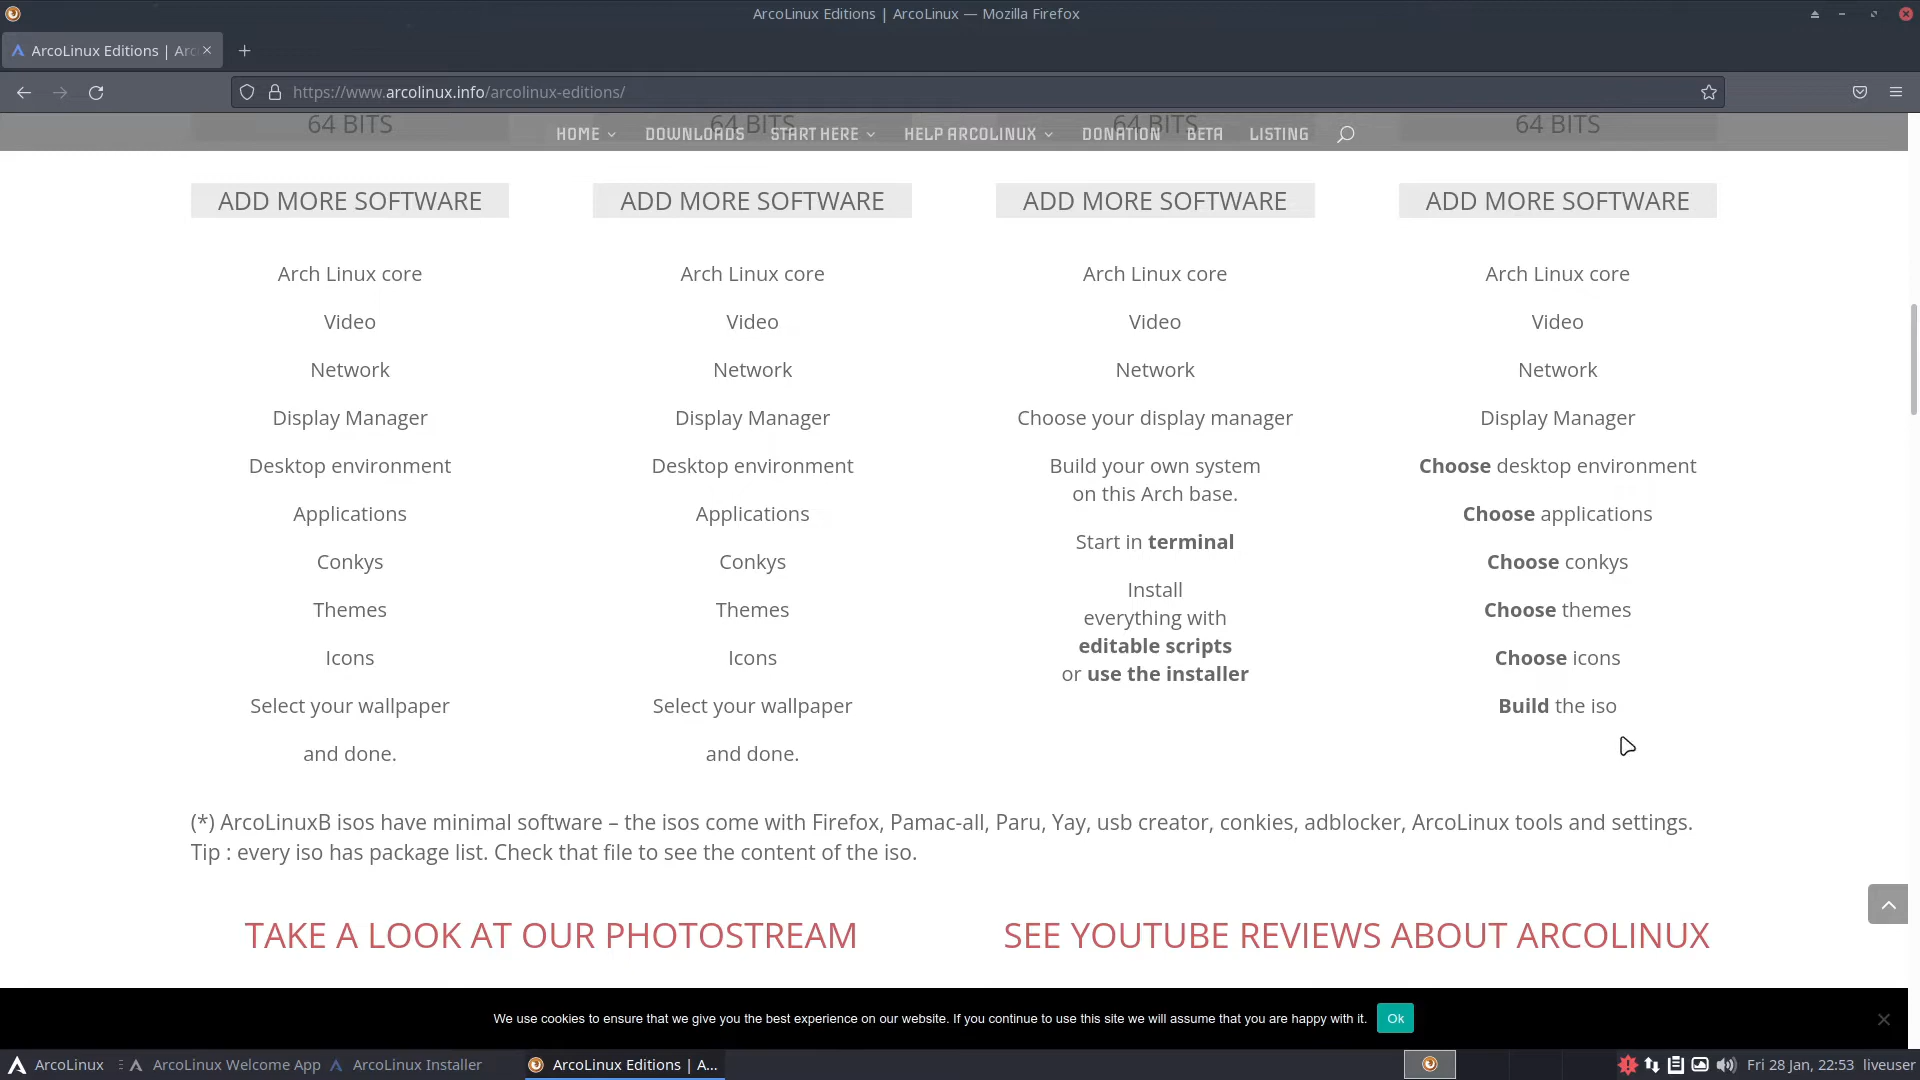 ArcoLinux Editions | ArcoLinux — Mozilla Firefox
ArcoLinux Editions | Arc
https://www.arcolinux.info/arcolinux-editions/
64 BITS 64 BITS 64 BITS 64 BITS
HOME DOWNLOADS START HERE HELP ARCOLINUX DONATION BETA LISTING
ADD MORE SOFTWARE
Arch Linux core
Video
Network
Display Manager
Desktop environment
Applications
Conkys
Themes
Icons
Select your wallpaper
and done.
ADD MORE SOFTWARE
Arch Linux core
Video
Network
Display Manager
Desktop environment
Applications
Conkys
Themes
Icons
Select your wallpaper
and done.
ADD MORE SOFTWARE
Arch Linux core
Video
Network
Choose your display manager
Build your own system
on this Arch base.
Start in terminal
Install
everything with
editable scripts
or use the installer
ADD MORE SOFTWARE
Arch Linux core
Video
Network
Display Manager
Choose desktop environment
Choose applications
Choose conkys
Choose themes
Choose icons
Build the iso
(*) ArcoLinuxB isos have minimal software – the isos come with Firefox, Pamac-all, Paru, Yay, usb creator, conkies, adblocker, ArcoLinux tools and settings.
Tip : every iso has package list. Check that file to see the content of the iso.
TAKE A LOOK AT OUR PHOTOSTREAM
SEE YOUTUBE REVIEWS ABOUT ARCOLINUX
We use cookies to ensure that we give you the best experience on our website. If you continue to use this site we will assume that you are happy with it. Ok
ArcoLinux ArcoLinux Welcome App ArcoLinux Installer ArcoLinux Editions | A... Fri 28 Jan, 22:53 liveuser